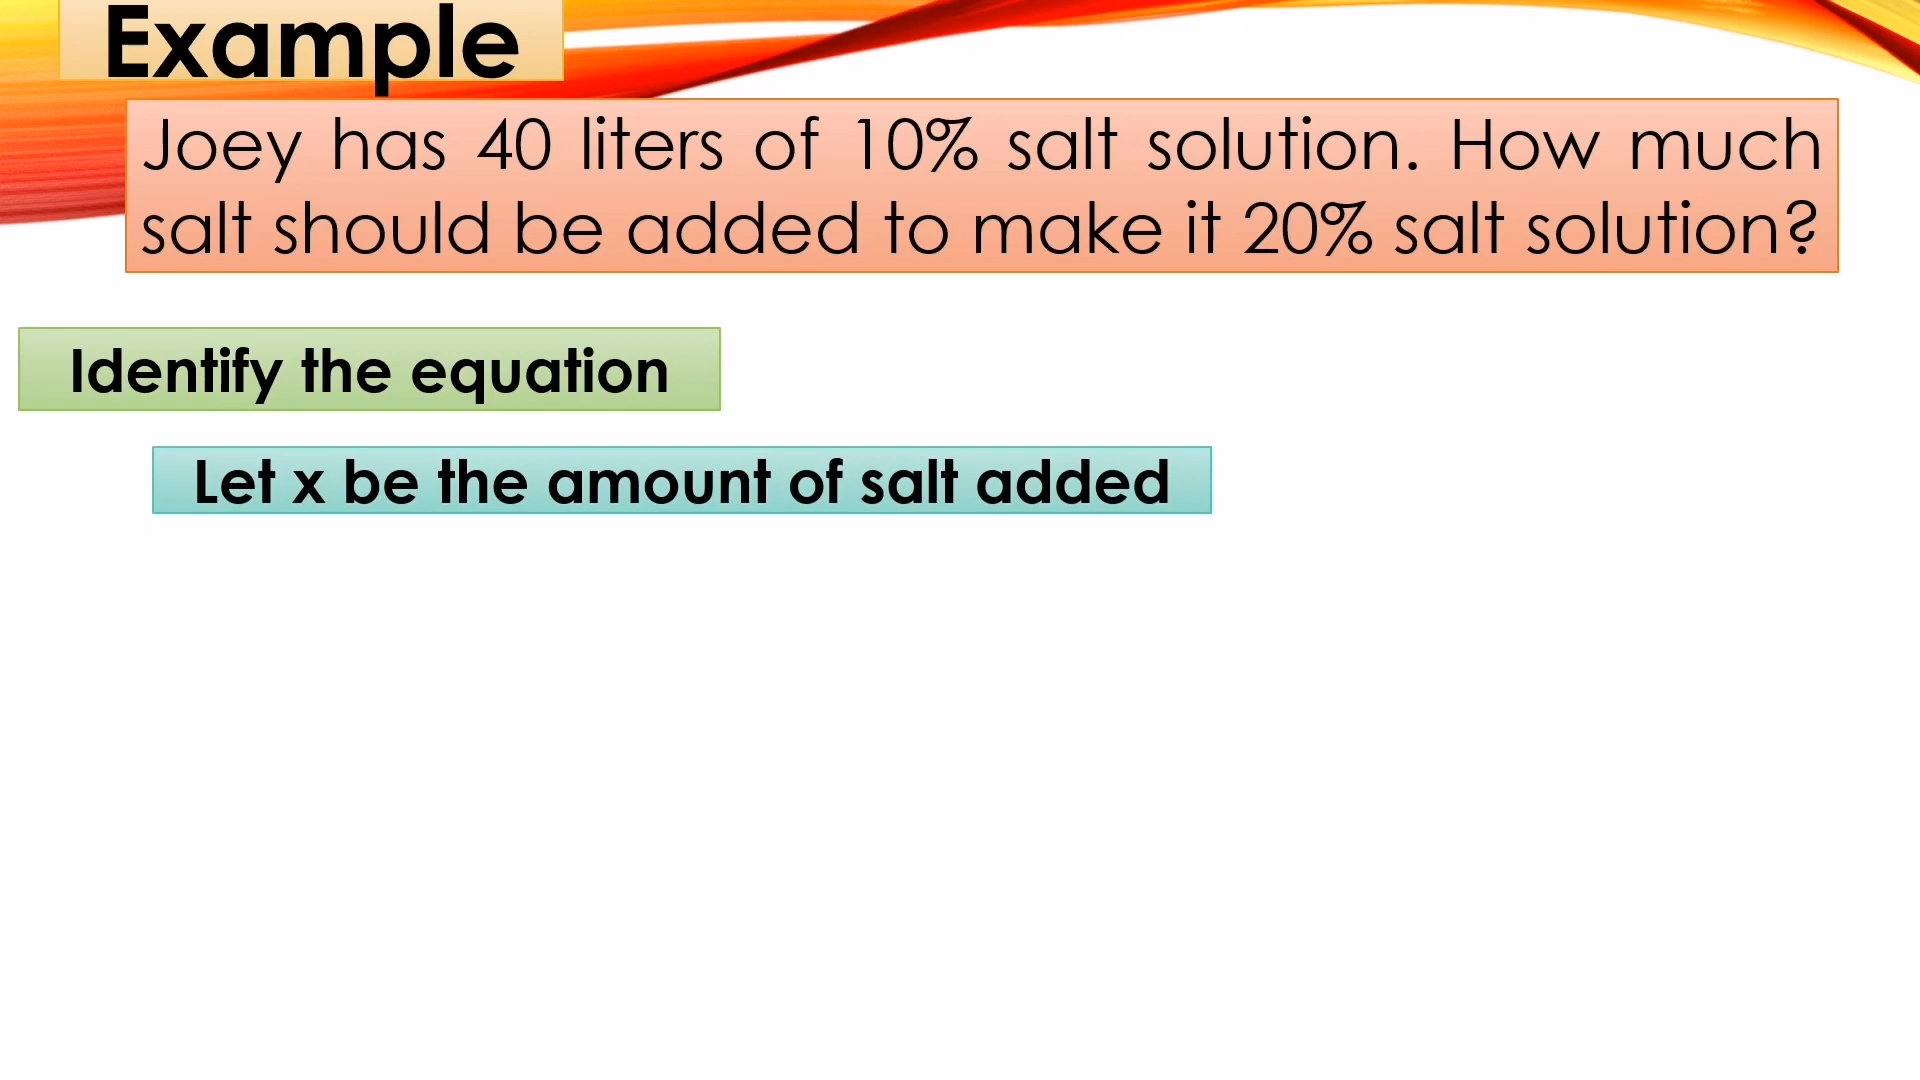 Example
Joey has 40 liters of 10% salt solution. How much
salt should be added to make it 20% salt solution?
Identify the equation
Let x be the amount of salt added